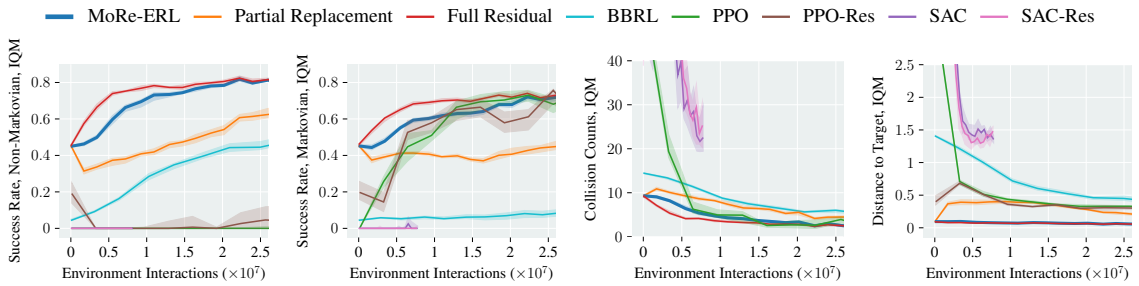 MoRe-ERL Partial Replacement Full Residual BBRL PPO PPO-Res SAC SAC-Res
Success Rate, Non-Markovian, IQM
0.8
0.6
0.4
0.2
0
0 0.5 1 1.5 2 2.5
Environment Interactions (×10⁷)
Success Rate, Markovian, IQM
0.8
0.6
0.4
0.2
0
0 0.5 1 1.5 2 2.5
Environment Interactions (×10⁷)
Collision Counts, IQM
40
30
20
10
0
0 0.5 1 1.5 2 2.5
Environment Interactions (×10⁷)
Distance to Target, IQM
2.5
2
1.5
1
0.5
0
0 0.5 1 1.5 2 2.5
Environment Interactions (×10⁷)